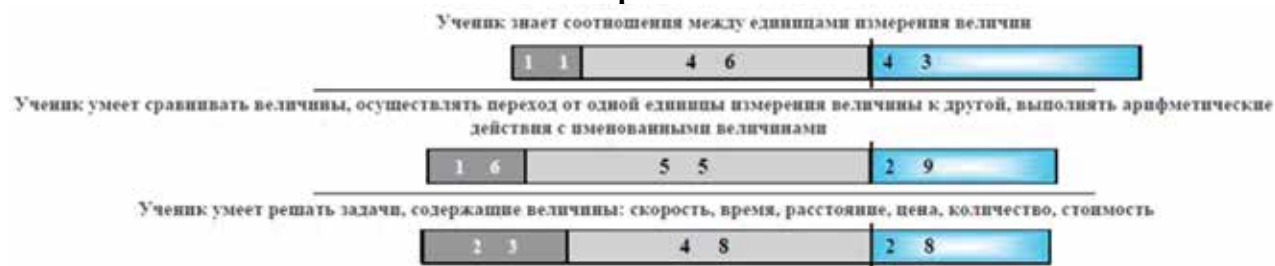 Ученик знает соотношения между единицами измерения величин
1 1 4 6 4 3
Ученик умеет сравнивать величины, осуществлять переход от одной единицы измерения величины к другой, выполнять арифметические
действия с именованными величинами
1 6 5 5 2 9
Ученик умеет решать задачи, содержащие величины: скорость, время, расстояние, цена, количество, стоимость
2 3 4 8 2 8